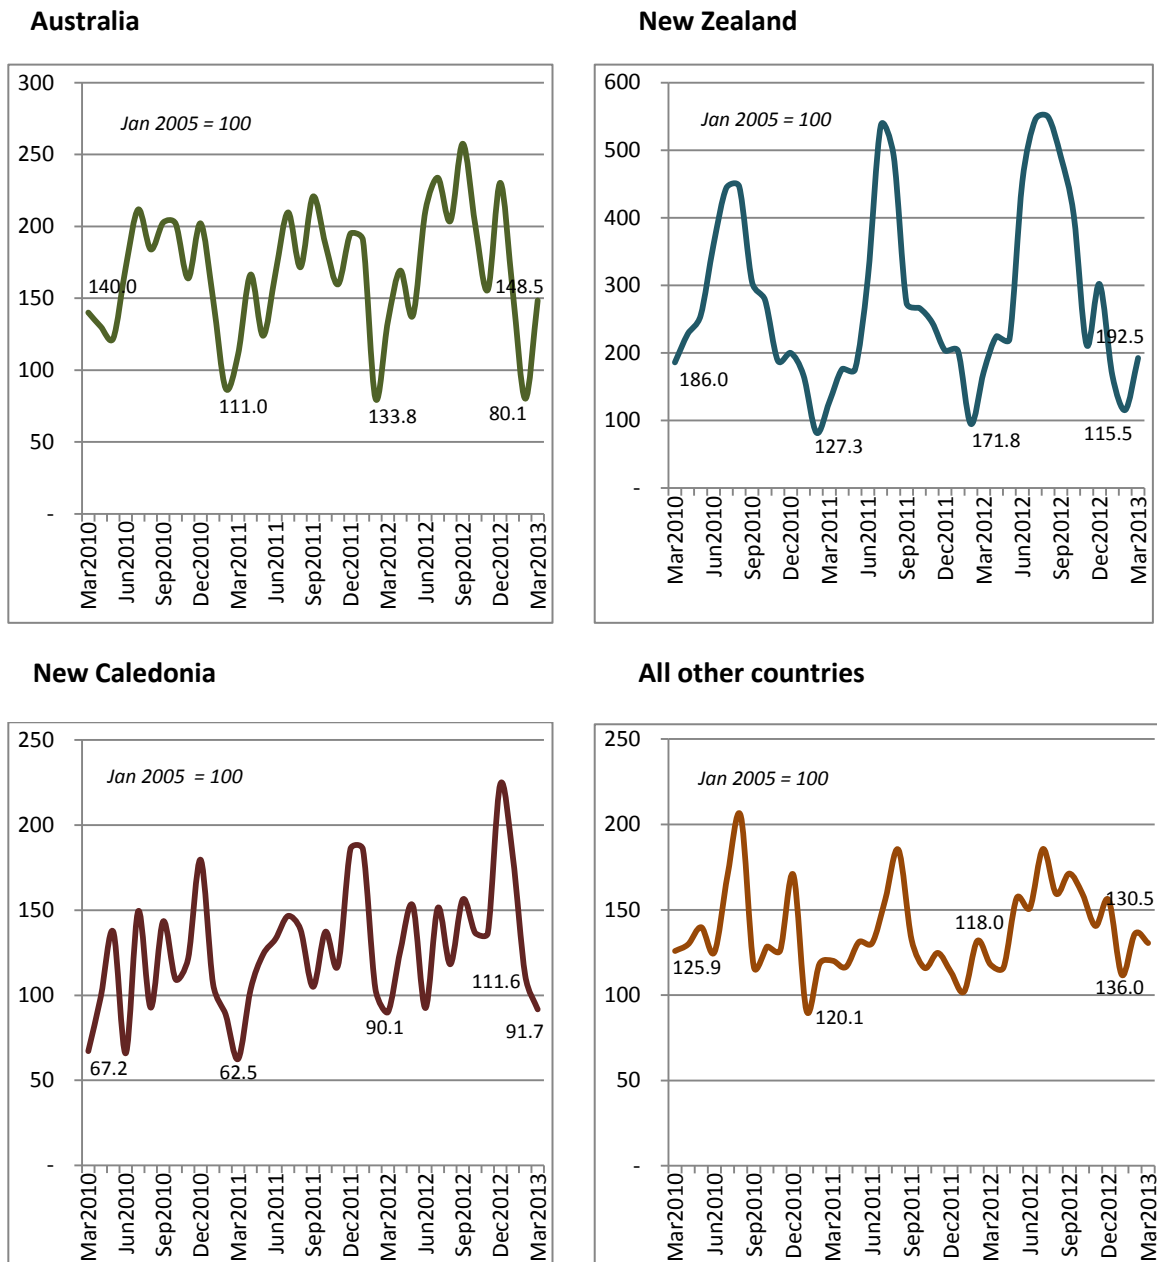 Australia
300
250
200
150
100
50
-
Jan 2005 = 100
140.0
111.0
133.8
80.1
148.5
Mar2010
Jun2010
Sep2010
Dec2010
Mar2011
Jun2011
Sep2011
Dec2011
Mar2012
Jun2012
Sep2012
Dec2012
Mar2013
New Zealand
600
500
400
300
200
100
-
Jan 2005 = 100
186.0
127.3
171.8
115.5
192.5
Mar2010
Jun2010
Sep2010
Dec2010
Mar2011
Jun2011
Sep2011
Dec2011
Mar2012
Jun2012
Sep2012
Dec2012
Mar2013
New Caledonia
250
200
150
100
50
-
Jan 2005 = 100
67.2
62.5
90.1
111.6
91.7
Mar2010
Jun2010
Sep2010
Dec2010
Mar2011
Jun2011
Sep2011
Dec2011
Mar2012
Jun2012
Sep2012
Dec2012
Mar2013
All other countries
250
200
150
100
50
-
Jan 2005 = 100
125.9
120.1
118.0
136.0
130.5
Mar2010
Jun2010
Sep2010
Dec2010
Mar2011
Jun2011
Sep2011
Dec2011
Mar2012
Jun2012
Sep2012
Dec2012
Mar2013